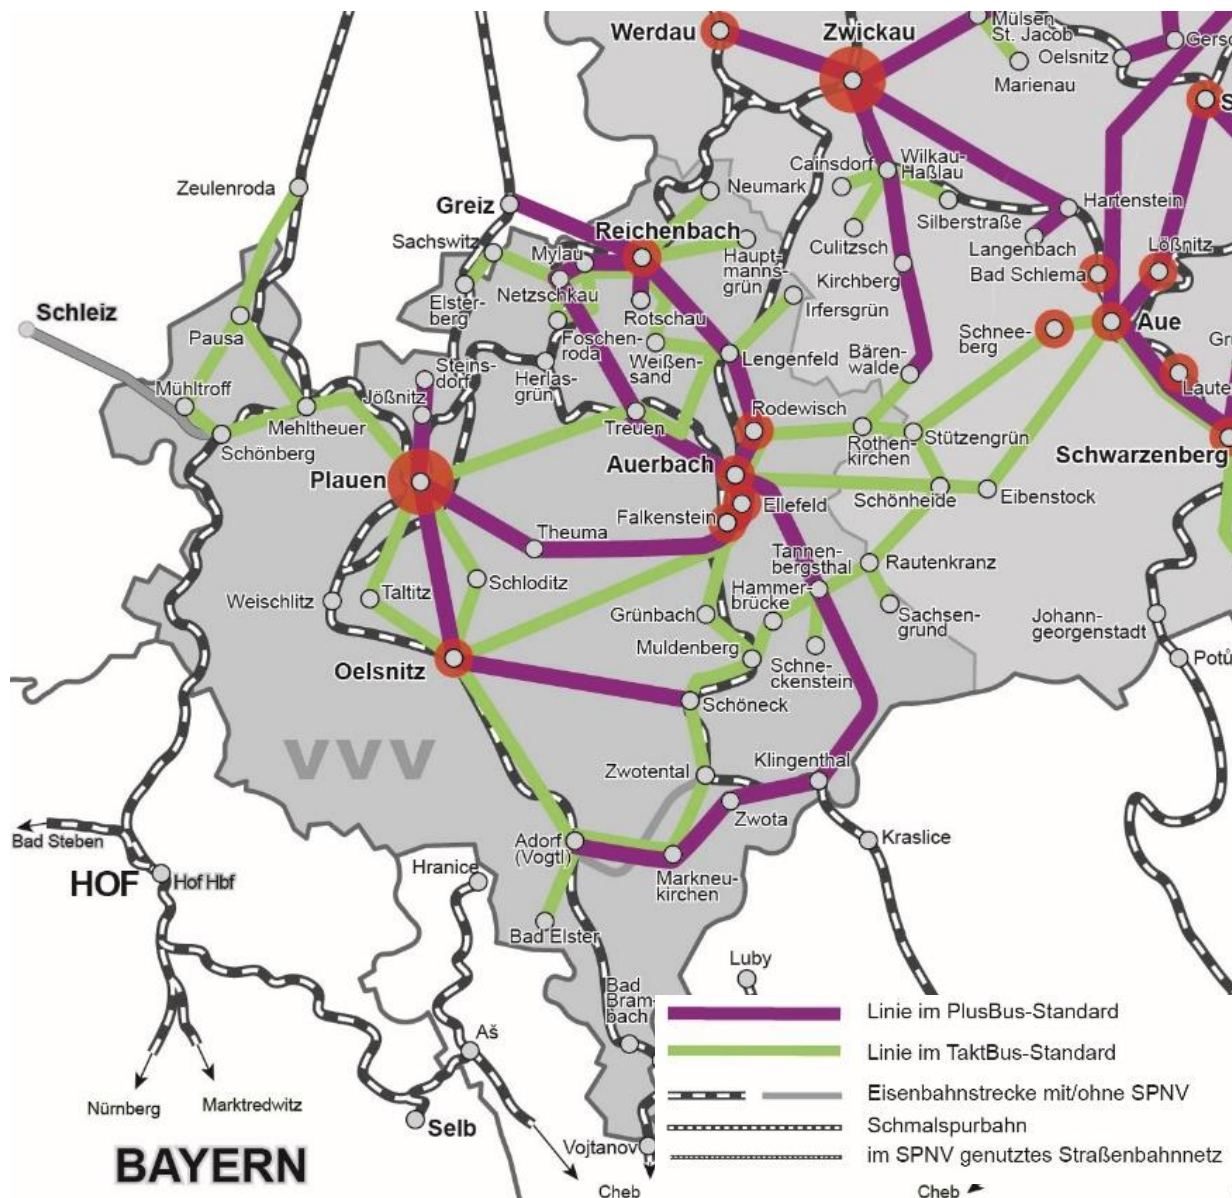 Werdau
Zwickau
Mülsen
St. Jacob
Oelsnitz
Gersd
Marienau
S
Zeulenroda
Greiz
Sachswitz
Reichenbach
Mylau
Neumark
Cainsdorf
Wilkau-
Haßlau
Silberstraße
Hartenstein
Langenbach
Culitzsch
Lößnitz
Bad Schlema
Haupt-
manns-
grün
Kirchberg
Elster-
berg
Netzschkau
Rotschau
Irfersgrün
Schleiz
Pausa
Foschen-
roda
Weißen-
sand
Lengenfeld
Schnee-
berg
Aue
Gr
Steins-
dorf
Herlas-
grün
Bären-
walde
Mühltroff
Jößnitz
Laute
Mehltheuer
Treuen
Rodewisch
Rothen-
kirchen
Stützengrün
Schönberg
Schwarzenberg
Plauen
Auerbach
Schönheide
Eibenstock
Ellefeld
Falkenstein
Theuma
Tannen-
bergsthal
Rautenkranz
Weischlitz
Taltitz
Schloditz
Hammer-
brücke
Sachsen-
grund
Grünbach
Johann-
georgenstadt
Muldenberg
Schne-
ckenstein
Potů
Oelsnitz
Schöneck
VVV
Zwotental
Klingenthal
Zwota
Kraslice
Bad Steben
Adorf
(Vogtl)
Markneu-
kirchen
HOF
Hof Hbf
Hranice
Bad Elster
Luby
Bad
Bram-
bach
Linie im PlusBus-Standard
Linie im TaktBus-Standard
Aš
Eisenbahnstrecke mit/ohne SPNV
Nürnberg
Marktredwitz
Selb
Schmalspurbahn
BAYERN
Vojtanov
im SPNV genutztes Straßenbahnnetz
Cheb
Cheb